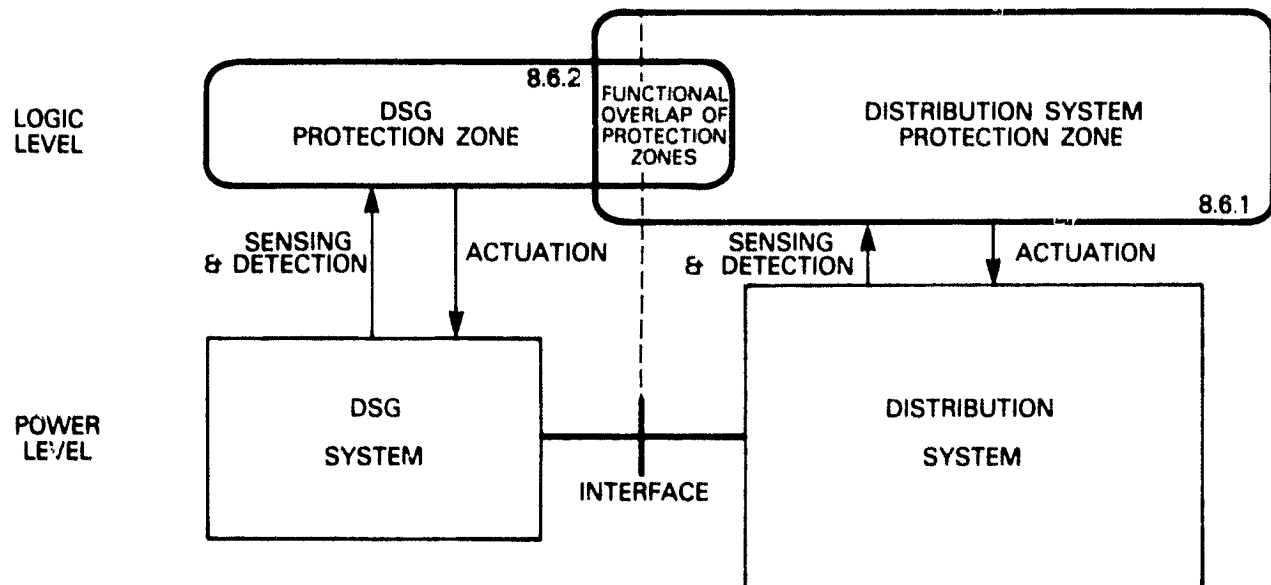 LOGIC
LEVEL
8.6.2
DSG
PROTECTION ZONE
FUNCTIONAL
OVERLAP OF
PROTECTION
ZONES
DISTRIBUTION SYSTEM
PROTECTION ZONE
8.6.1
SENSING
& DETECTION
ACTUATION
SENSING
& DETECTION
ACTUATION
POWER
LEVEL
DSG
SYSTEM
INTERFACE
DISTRIBUTION
SYSTEM